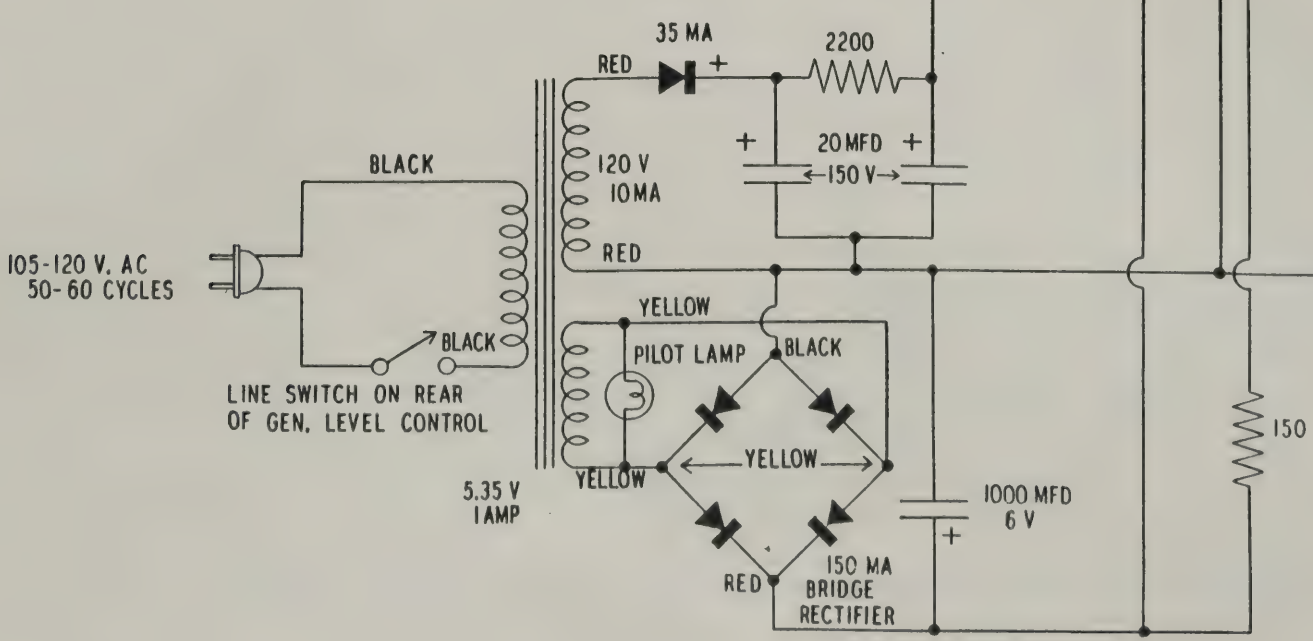 35 MA
2200
RED
+
+
20 MFD
+
150 V
BLACK
120 V
10 MA
RED
105-120 V. AC
50-60 CYCLES
YELLOW
BLACK
PILOT LAMP
BLACK
LINE SWITCH ON REAR
OF GEN. LEVEL CONTROL
150
YELLOW
YELLOW
5.35 V
1 AMP
1000 MFD
6 V
+
RED
150 MA
BRIDGE
RECTIFIER